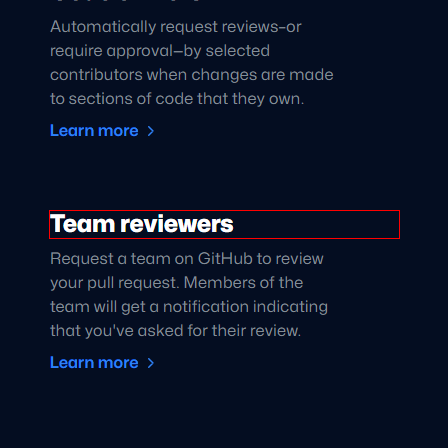 Automatically request reviews–or
require approval—by selected
contributors when changes are made
to sections of code that they own.
Learn more
Team reviewers
Request a team on GitHub to review
your pull request. Members of the
team will get a notification indicating
that you've asked for their review.
Learn more